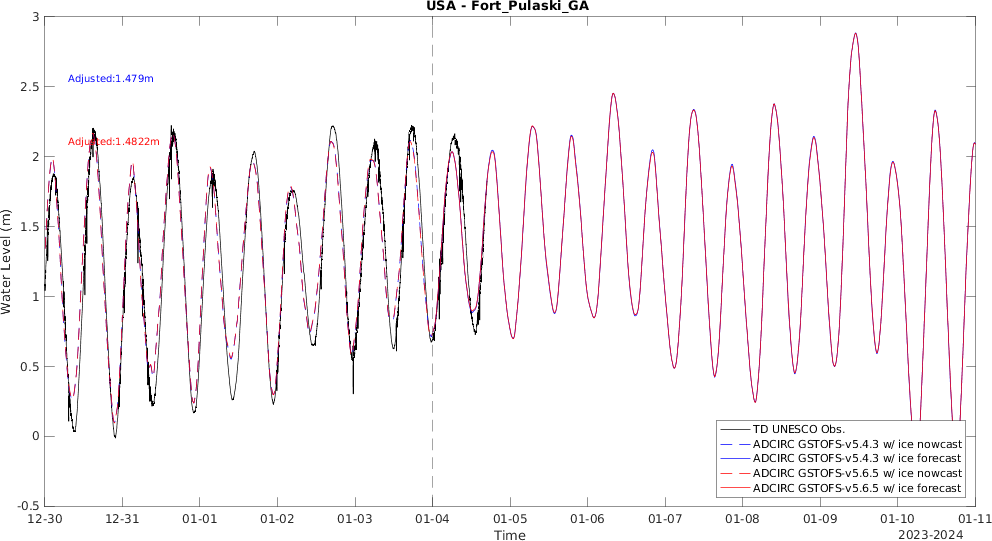 USA - Fort_Pulaski_GA
3
2.5
2
1.5
1
0.5
0
-0.5
Water Level (m)
Adjusted:1.479m
Adjusted:1.4822m
TD UNESCO Obs.
ADCIRC GSTOFS-v5.4.3 w/ ice nowcast
ADCIRC GSTOFS-v5.4.3 w/ ice forecast
ADCIRC GSTOFS-v5.6.5 w/ ice nowcast
ADCIRC GSTOFS-v5.6.5 w/ ice forecast
12-30 12-31 01-01 01-02 01-03 01-04 01-05 01-06 01-07 01-08 01-09 01-10 01-11
Time
2023-2024